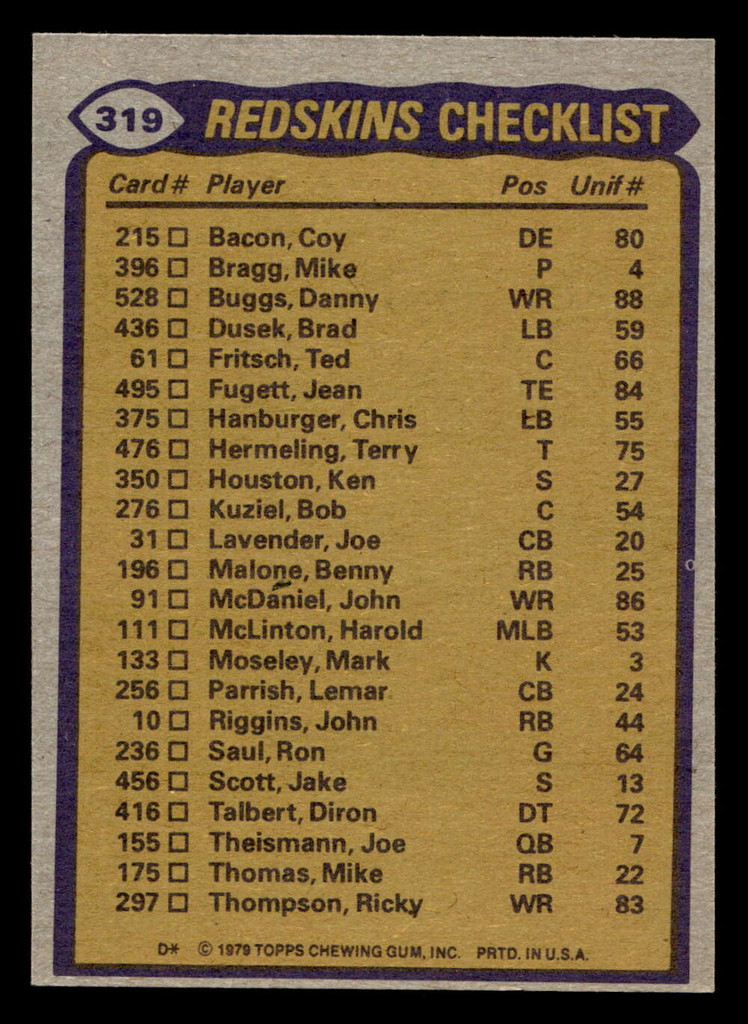 319 REDSKINS CHECKLIST
Card # Player Pos Unif #
215 □ Bacon, Coy DE 80
396 □ Bragg, Mike P 4
528 □ Buggs, Danny WR 88
436 □ Dusek, Brad LB 59
61 □ Fritsch, Ted C 66
495 □ Fugett, Jean TE 84
375 □ Hanburger, Chris LB 55
476 □ Hermeling, Terry T 75
350 □ Houston, Ken S 27
276 □ Kuziel, Bob C 54
31 □ Lavender, Joe CB 20
196 □ Malone, Benny RB 25
91 □ McDaniel, John WR 86
111 □ McLinton, Harold MLB 53
133 □ Moseley, Mark K 3
256 □ Parrish, Lemar CB 24
10 □ Riggins, John RB 44
236 □ Saul, Ron G 64
456 □ Scott, Jake S 13
416 □ Talbert, Diron DT 72
155 □ Theismann, Joe QB 7
175 □ Thomas, Mike RB 22
297 □ Thompson, Ricky WR 83
D* © 1979 TOPPS CHEWING GUM, INC. PRTD. IN U.S.A.